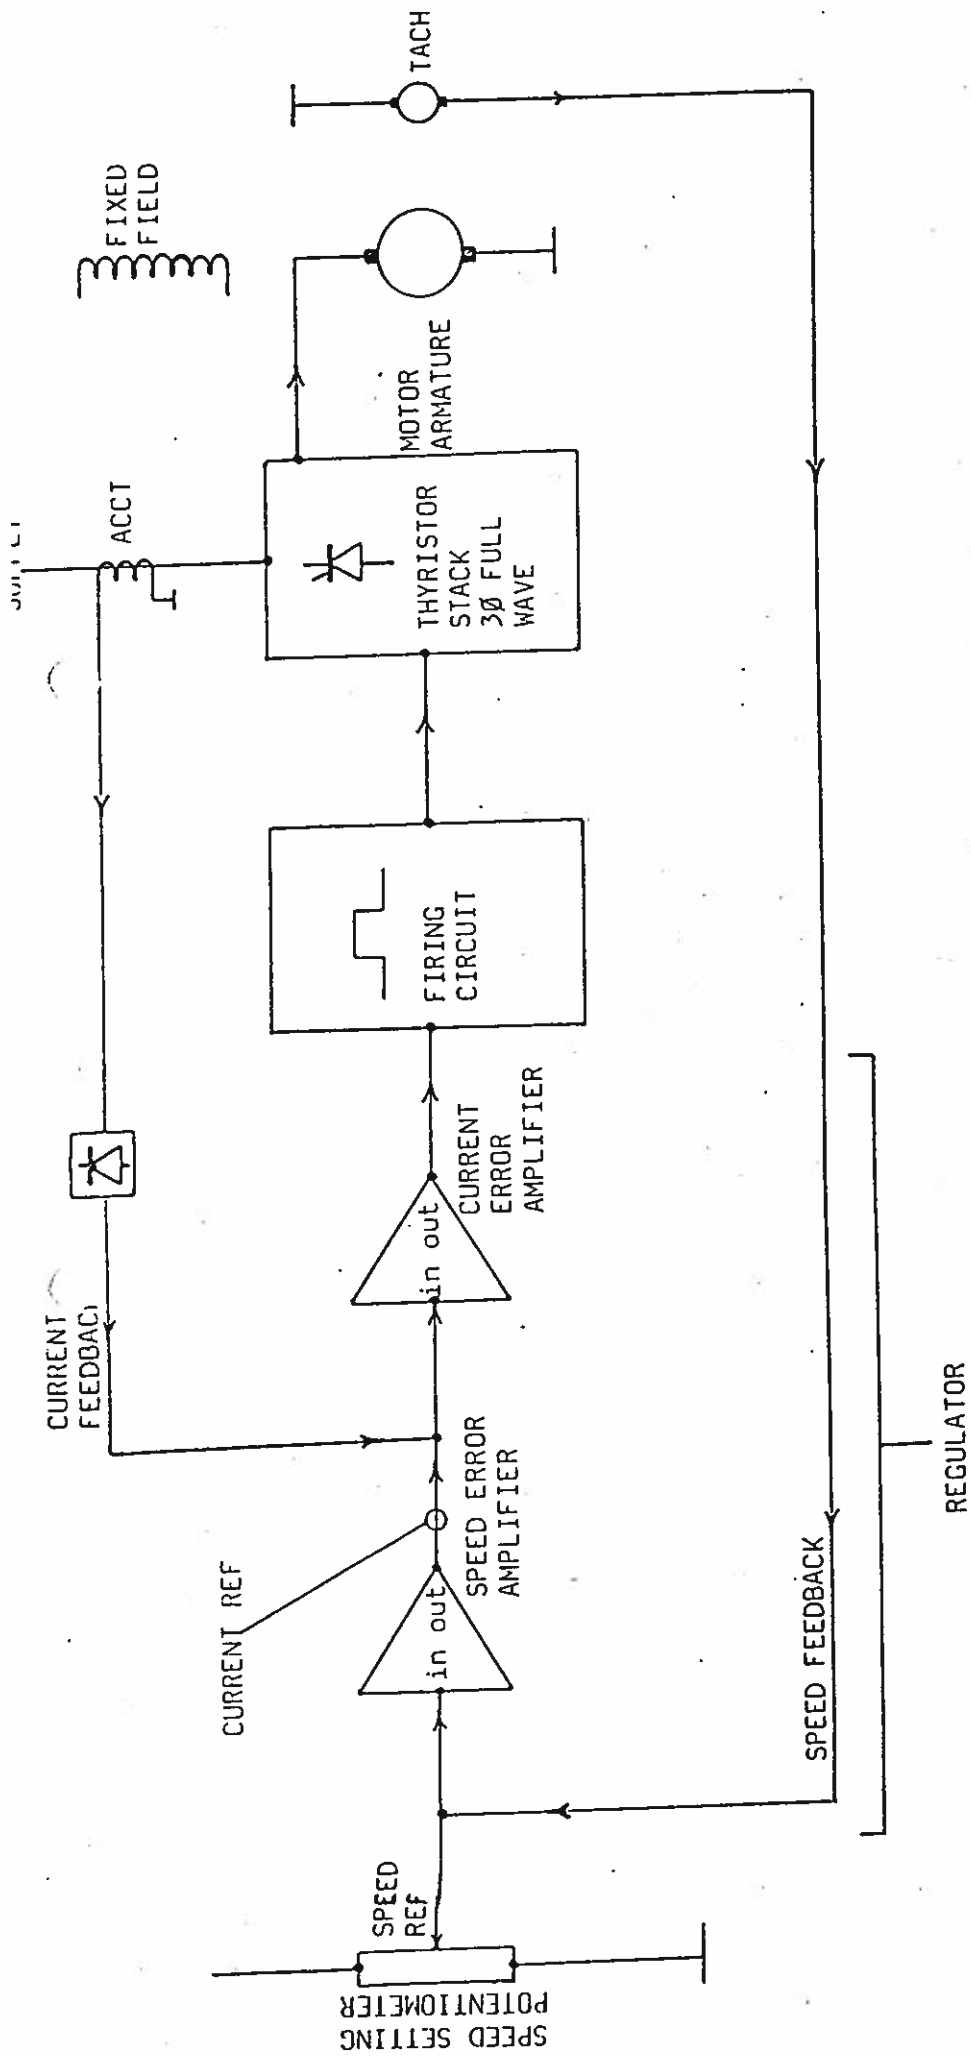 SPEED SETTING
POTENTIOMETER
SPEED
REF
CURRENT REF
in out
SPEED ERROR
AMPLIFIER
CURRENT
in out
CURRENT
ERROR
AMPLIFIER
FIRING
CIRCUIT
ACCT
THYRISTOR
STACK
3Ø FULL
WAVE
MOTOR
ARMATURE
FIXED
FIELD
TACH
SPEED FEEDBACK
REGULATOR